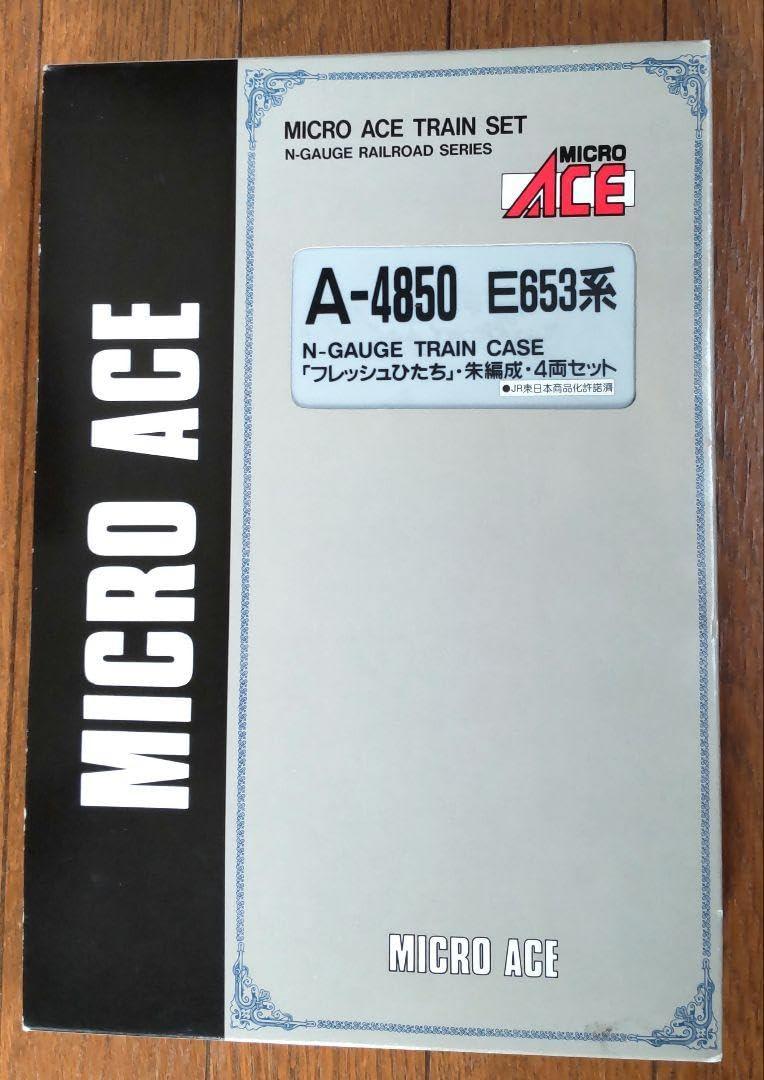 MICRO ACE
MICRO ACE TRAIN SET
N-GAUGE RAILROAD SERIES
MICRO
ACE
A-4850 E653系
N-GAUGE TRAIN CASE
「フレッシュひたち」・朱編成・4両セット
●JR東日本商品化許諾済
MICRO ACE